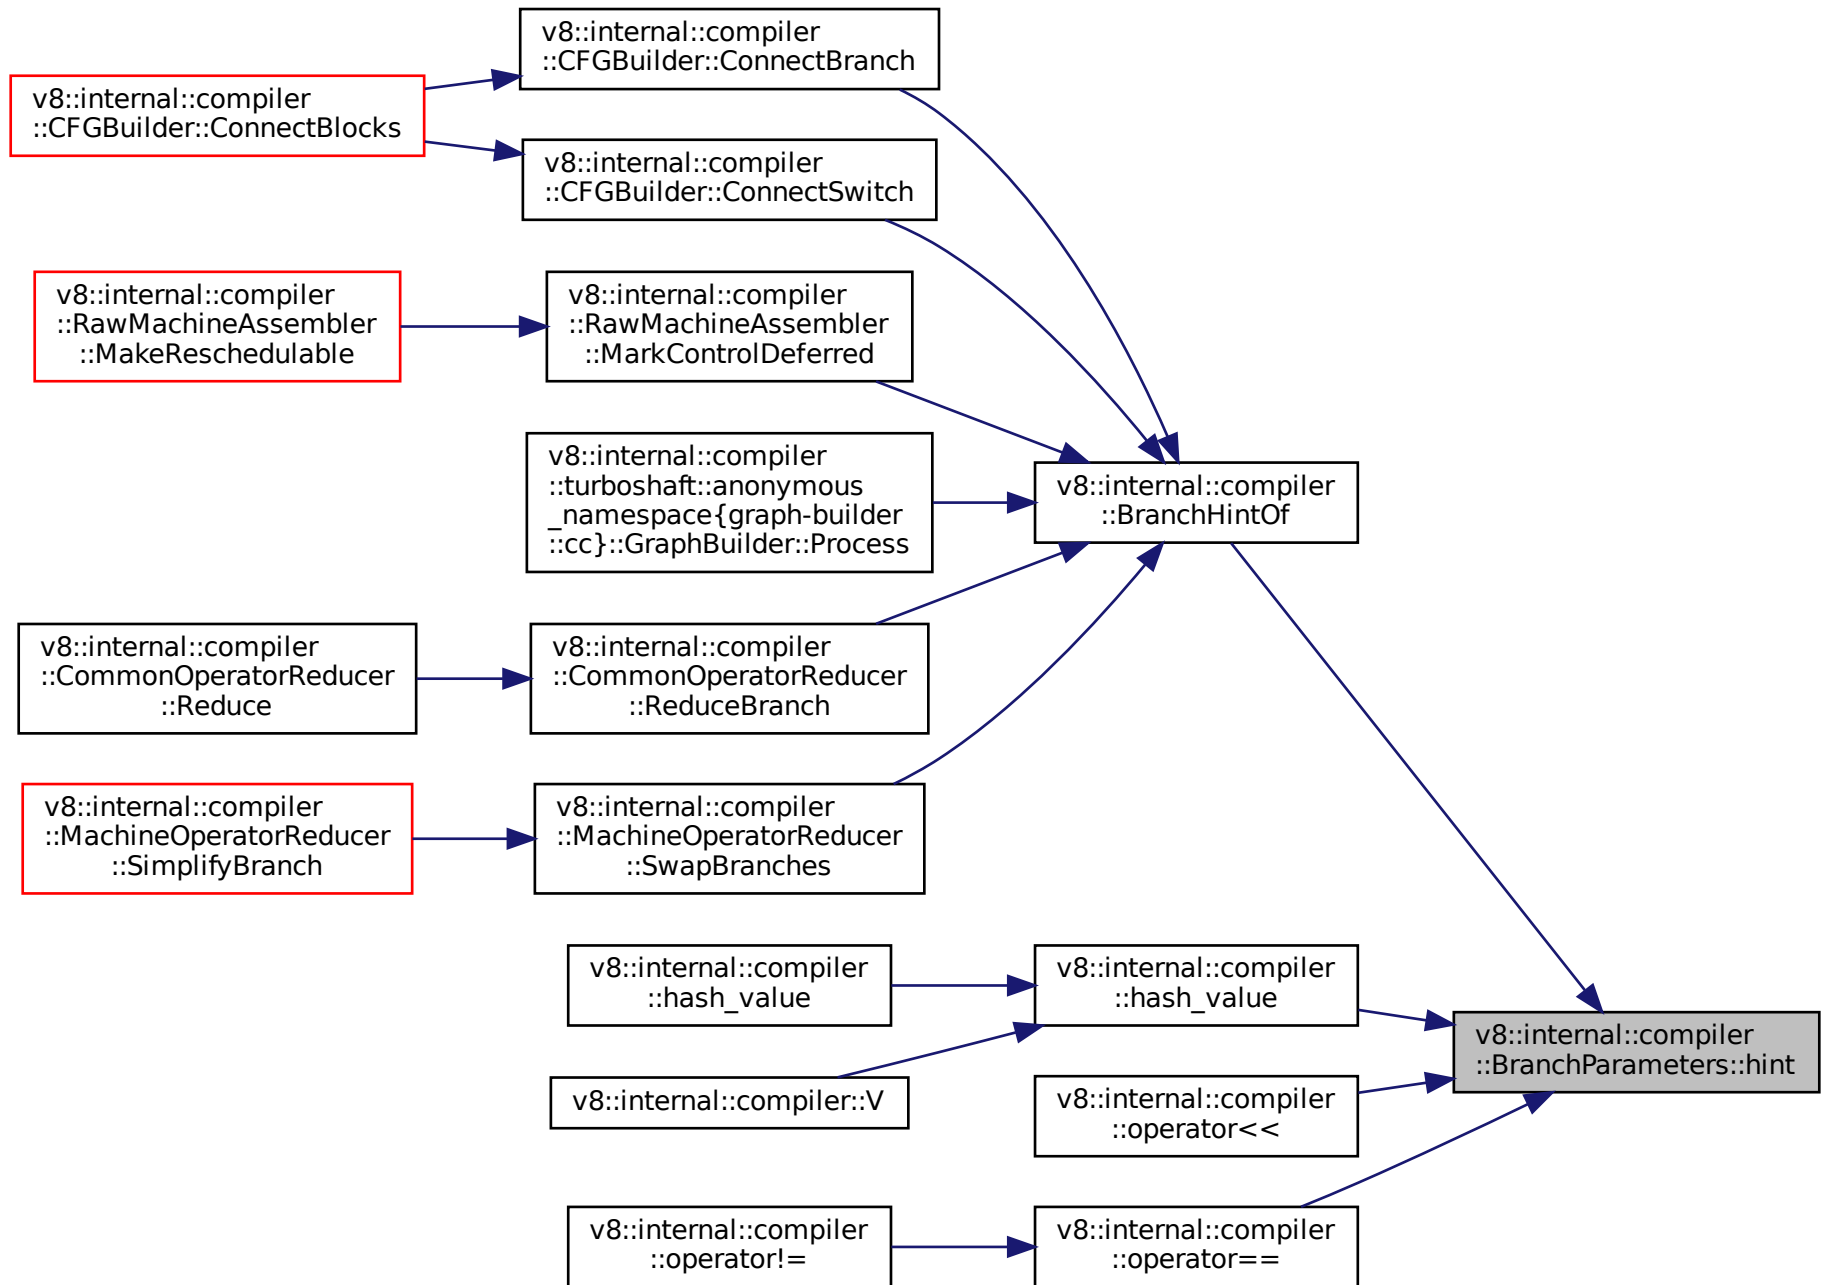 v8::internal::compiler
::CFGBuilder::ConnectBranch
v8::internal::compiler
::CFGBuilder::ConnectBlocks
v8::internal::compiler
::CFGBuilder::ConnectSwitch
v8::internal::compiler
::RawMachineAssembler
::MakeReschedulable
v8::internal::compiler
::RawMachineAssembler
::MarkControlDeferred
v8::internal::compiler
::turboshaft::anonymous
_namespace{graph-builder
::cc}::GraphBuilder::Process
v8::internal::compiler
::BranchHintOf
v8::internal::compiler
::CommonOperatorReducer
::Reduce
v8::internal::compiler
::CommonOperatorReducer
::ReduceBranch
v8::internal::compiler
::MachineOperatorReducer
::SimplifyBranch
v8::internal::compiler
::MachineOperatorReducer
::SwapBranches
v8::internal::compiler
::hash_value
v8::internal::compiler
::hash_value
v8::internal::compiler
::BranchParameters::hint
v8::internal::compiler::V
v8::internal::compiler
::operator<<
v8::internal::compiler
::operator!=
v8::internal::compiler
::operator==